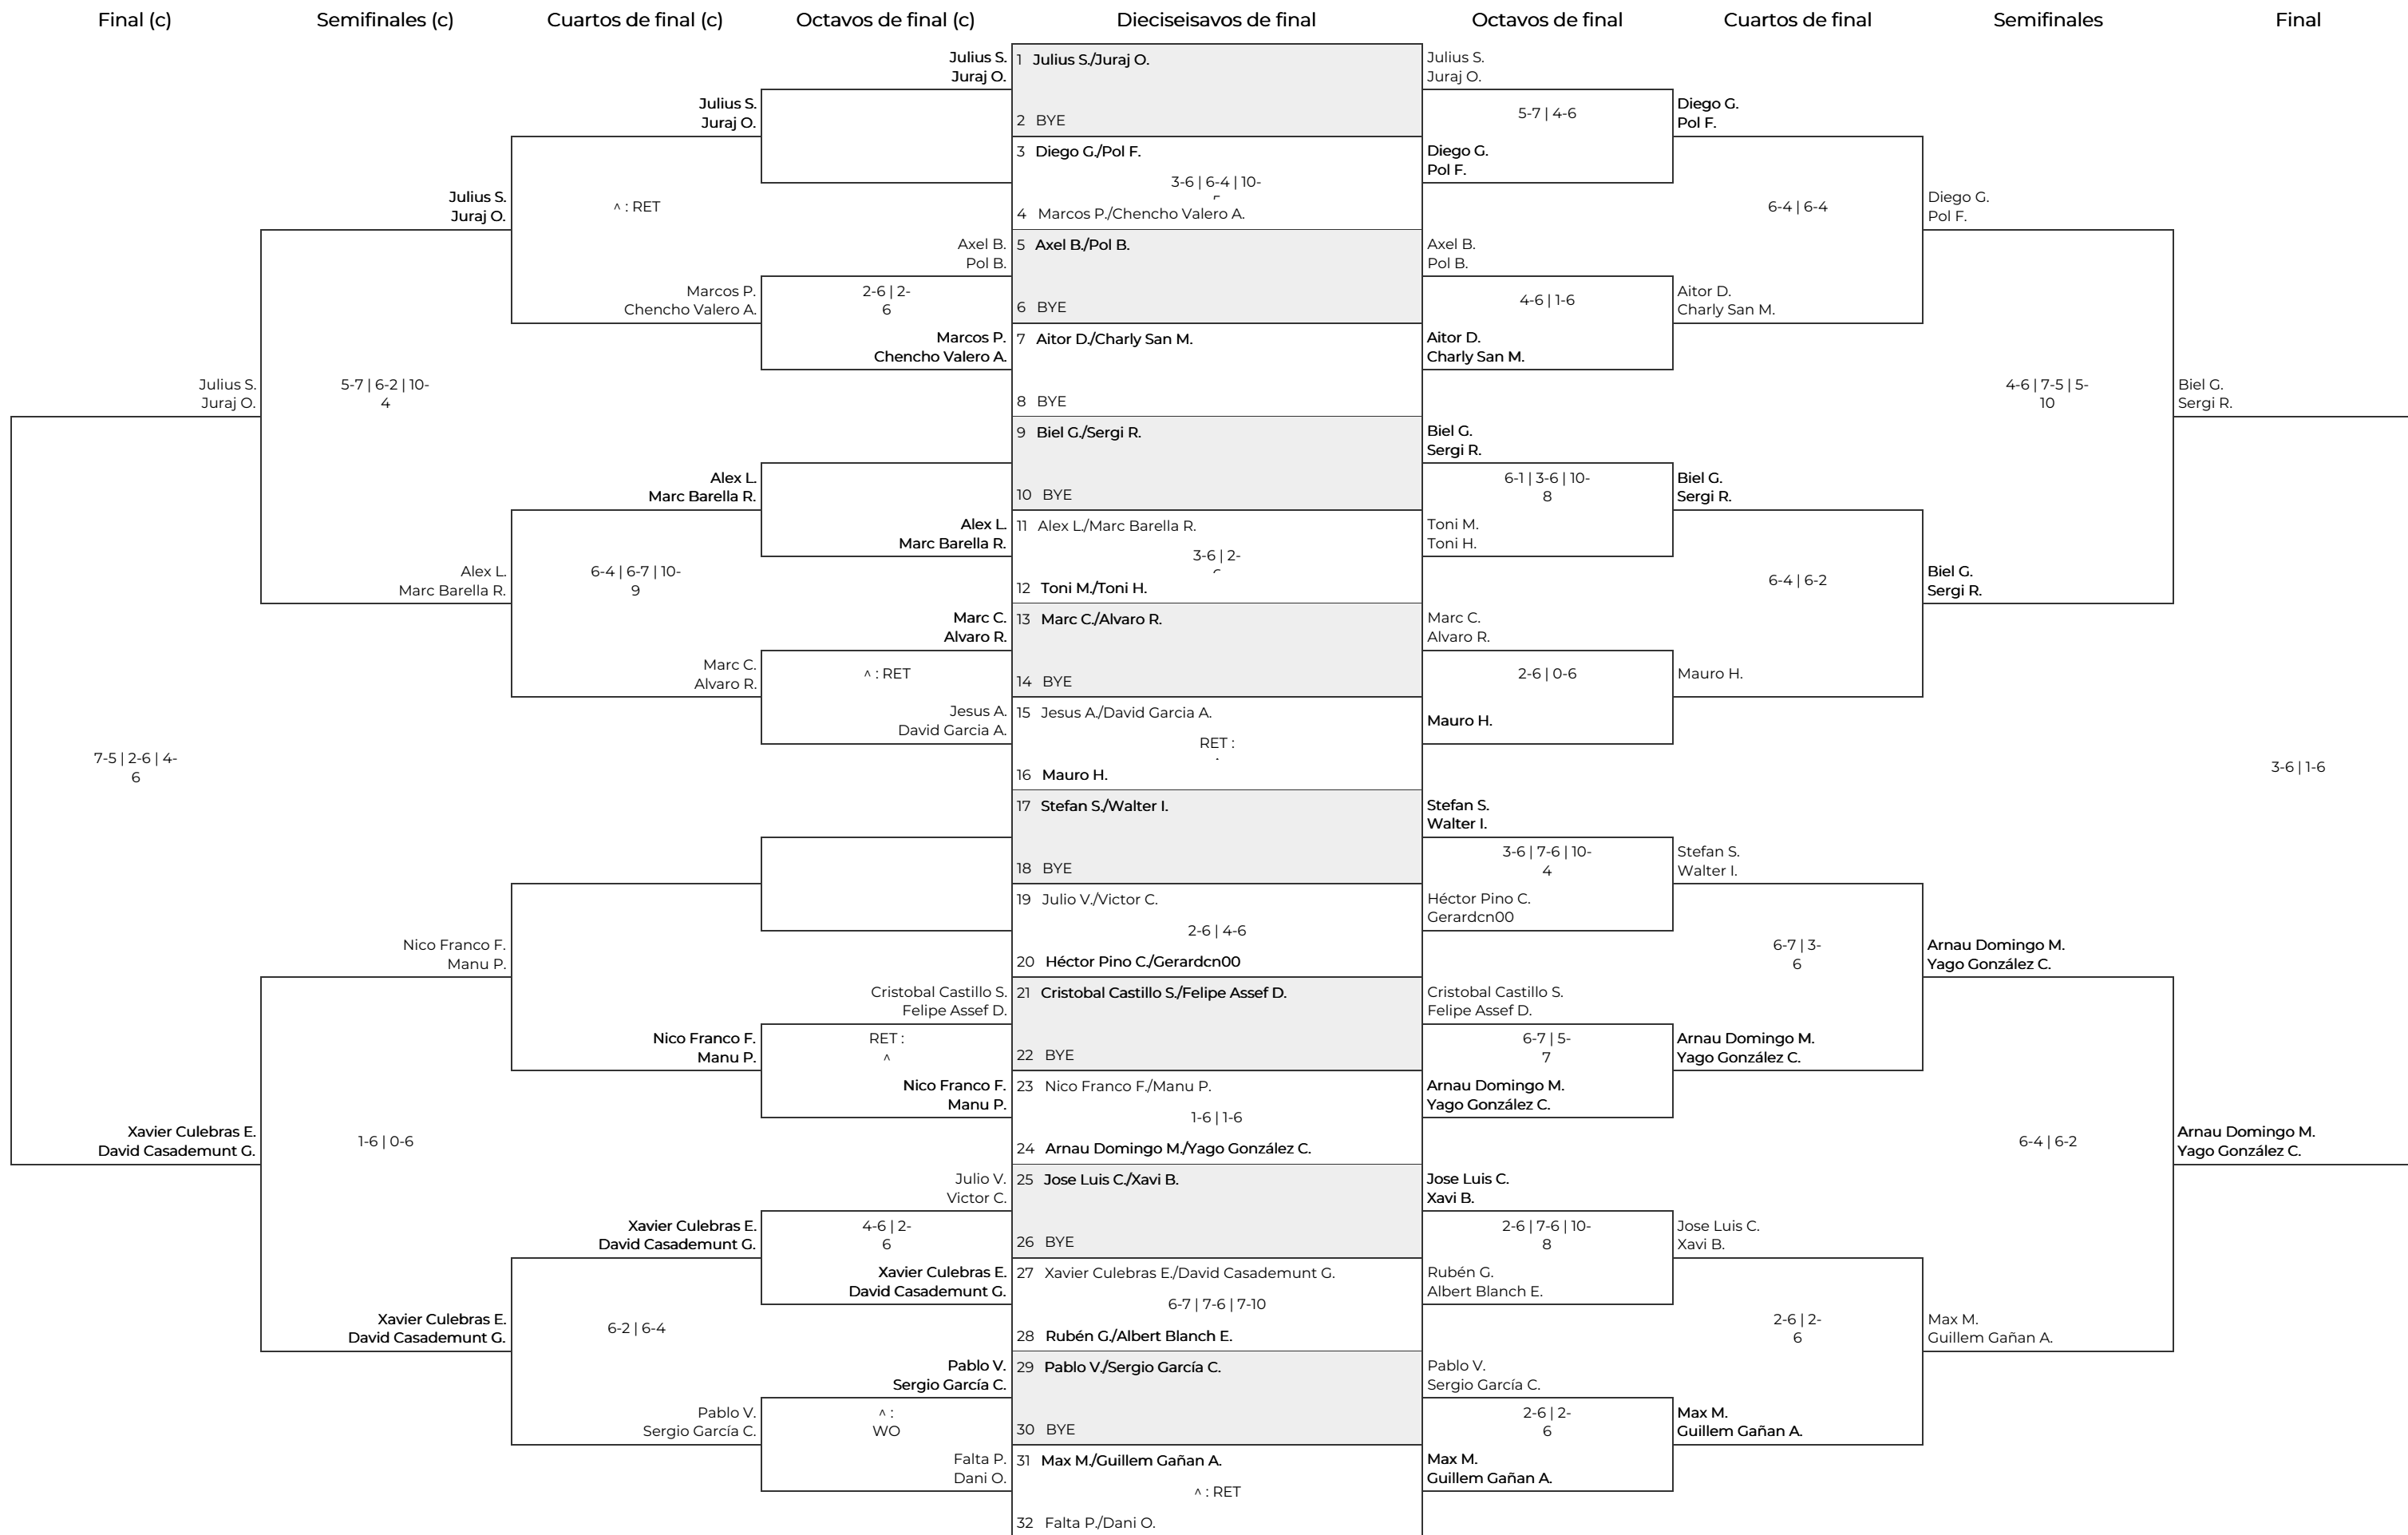 Final (c)
Semifinales (c)
Cuartos de final (c)
Octavos de final (c)
Dieciseisavos de final
Octavos de final
Cuartos de final
Semifinales
Final
Julius S.
Juraj O.
7-5 | 2-6 | 4-
6
Xavier Culebras E.
David Casademunt G.
Julius S.
Juraj O.
5-7 | 6-2 | 10-
4
Alex L.
Marc Barella R.
Nico Franco F.
Manu P.
1-6 | 0-6
Xavier Culebras E.
David Casademunt G.
Julius S.
Juraj O.
^ : RET
Marcos P.
Chencho Valero A.
Alex L.
Marc Barella R.
6-4 | 6-7 | 10-
9
Marc C.
Alvaro R.
Nico Franco F.
Manu P.
Xavier Culebras E.
David Casademunt G.
6-2 | 6-4
Pablo V.
Sergio García C.
Julius S.
Juraj O.
Axel B.
Pol B.
2-6 | 2-
6
Marcos P.
Chencho Valero A.
Alex L.
Marc Barella R.
Marc C.
Alvaro R.
^ : RET
Jesus A.
David Garcia A.
Cristobal Castillo S.
Felipe Assef D.
RET :
^
Nico Franco F.
Manu P.
Julio V.
Victor C.
4-6 | 2-
6
Xavier Culebras E.
David Casademunt G.
Pablo V.
Sergio García C.
^ :
WO
Falta P.
Dani O.
1 Julius S./Juraj O.
2 BYE
3 Diego G./Pol F.
3-6 | 6-4 | 10-
4 Marcos P./Chencho Valero A.
5 Axel B./Pol B.
6 BYE
7 Aitor D./Charly San M.
8 BYE
9 Biel G./Sergi R.
10 BYE
11 Alex L./Marc Barella R.
3-6 | 2-
12 Toni M./Toni H.
13 Marc C./Alvaro R.
14 BYE
15 Jesus A./David Garcia A.
RET :
16 Mauro H.
17 Stefan S./Walter I.
18 BYE
19 Julio V./Victor C.
2-6 | 4-6
20 Héctor Pino C./Gerardcn00
21 Cristobal Castillo S./Felipe Assef D.
22 BYE
23 Nico Franco F./Manu P.
1-6 | 1-6
24 Arnau Domingo M./Yago González C.
25 Jose Luis C./Xavi B.
26 BYE
27 Xavier Culebras E./David Casademunt G.
6-7 | 7-6 | 7-10
28 Rubén G./Albert Blanch E.
29 Pablo V./Sergio García C.
30 BYE
31 Max M./Guillem Gañan A.
^ : RET
32 Falta P./Dani O.
Julius S.
Juraj O.
5-7 | 4-6
Diego G.
Pol F.
Axel B.
Pol B.
4-6 | 1-6
Aitor D.
Charly San M.
Biel G.
Sergi R.
6-1 | 3-6 | 10-
8
Toni M.
Toni H.
Marc C.
Alvaro R.
2-6 | 0-6
Mauro H.
Stefan S.
Walter I.
3-6 | 7-6 | 10-
4
Héctor Pino C.
Gerardcn00
Cristobal Castillo S.
Felipe Assef D.
6-7 | 5-
7
Arnau Domingo M.
Yago González C.
Jose Luis C.
Xavi B.
2-6 | 7-6 | 10-
8
Rubén G.
Albert Blanch E.
Pablo V.
Sergio García C.
2-6 | 2-
6
Max M.
Guillem Gañan A.
Diego G.
Pol F.
6-4 | 6-4
Aitor D.
Charly San M.
Biel G.
Sergi R.
6-4 | 6-2
Mauro H.
Stefan S.
Walter I.
6-7 | 3-
6
Arnau Domingo M.
Yago González C.
Jose Luis C.
Xavi B.
2-6 | 2-
6
Max M.
Guillem Gañan A.
Diego G.
Pol F.
4-6 | 7-5 | 5-
10
Biel G.
Sergi R.
Arnau Domingo M.
Yago González C.
6-4 | 6-2
Max M.
Guillem Gañan A.
Biel G.
Sergi R.
3-6 | 1-6
Arnau Domingo M.
Yago González C.